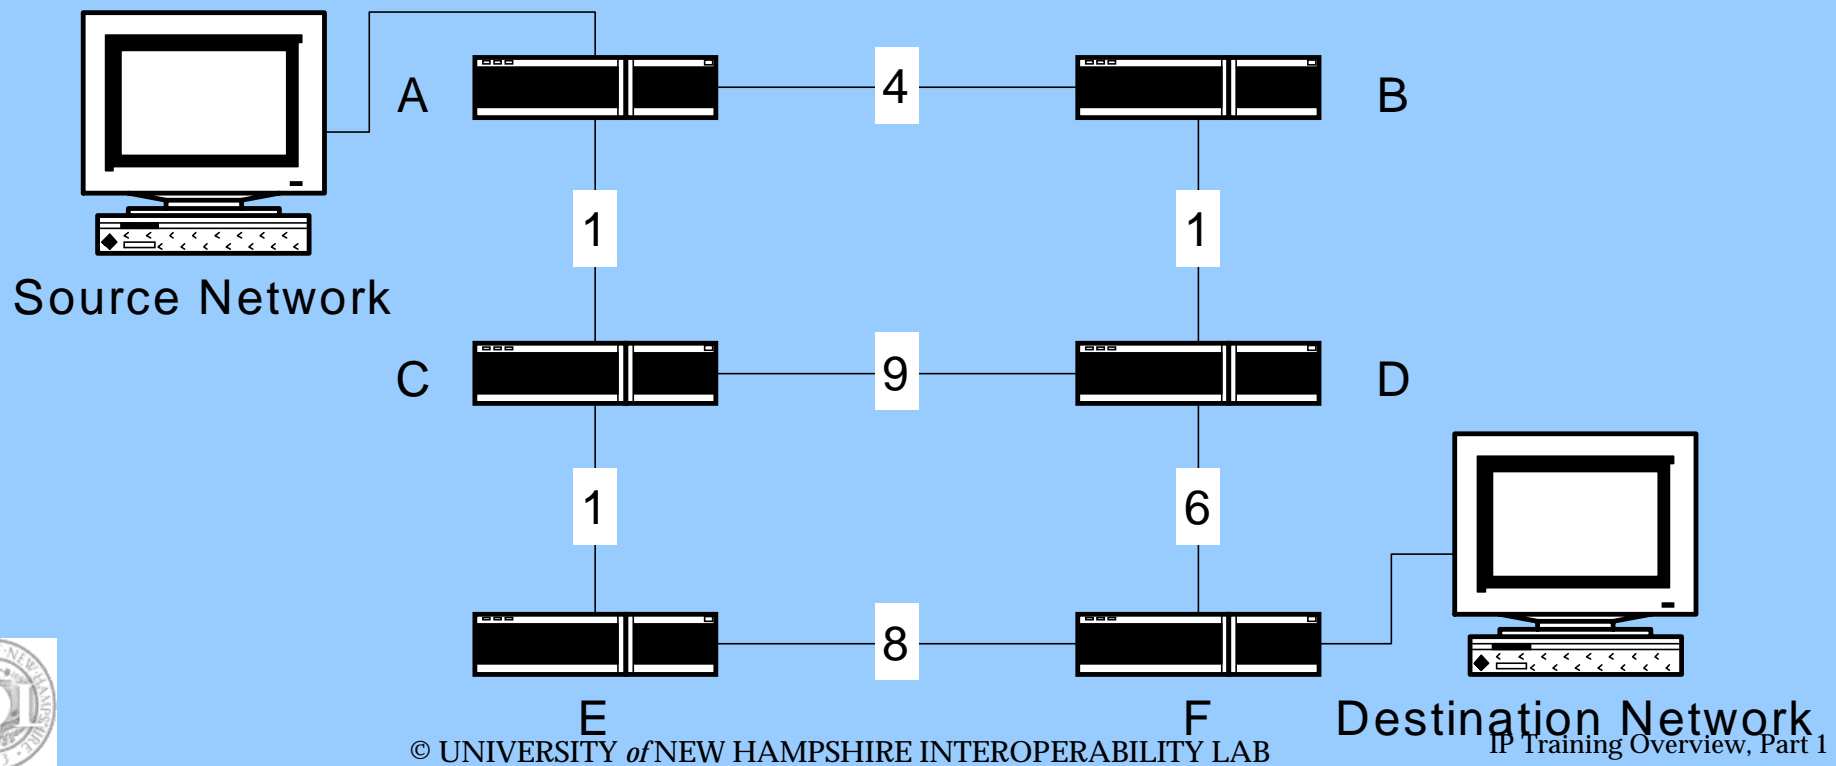 A
4
B
1
1
Source Network
C
9
D
1
6
8
E
F
Destination Network
© UNIVERSITY of NEW HAMPSHIRE INTEROPERABILITY LAB
IP Training Overview, Part 1